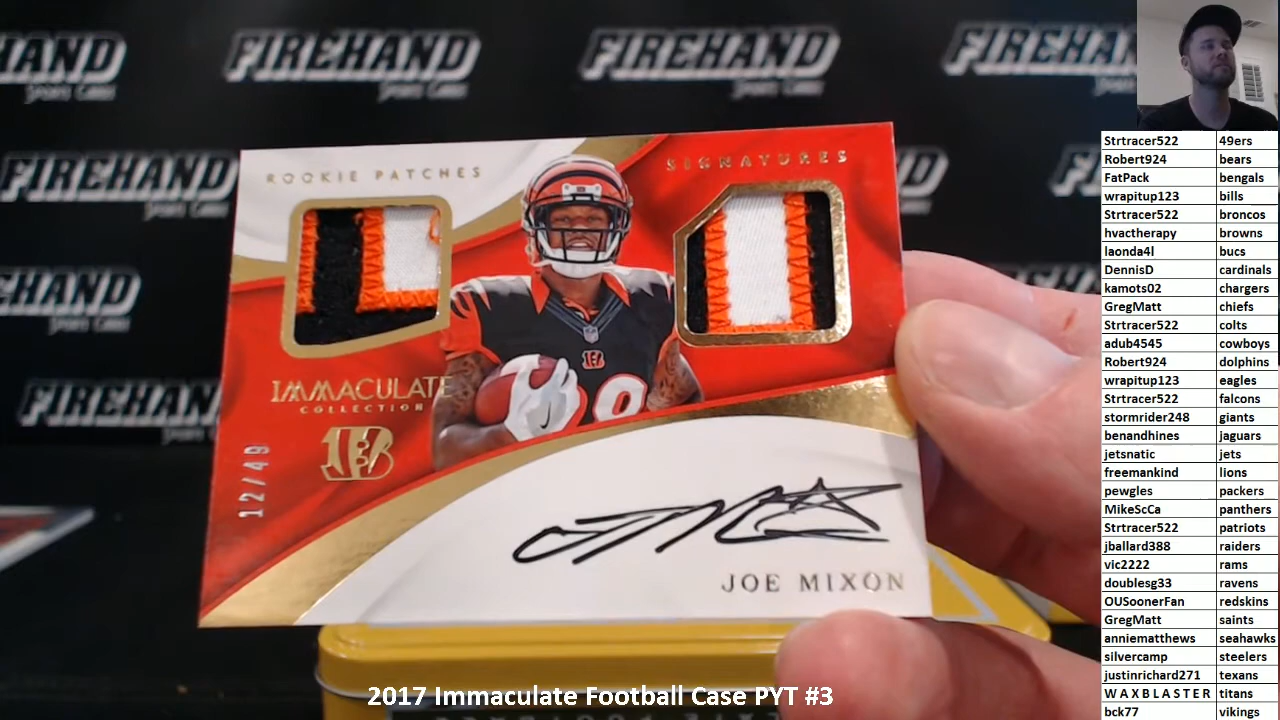 FIREHAND
SPORTS CARDS
FIREHAND
FIREHAND
FIREHAND
FIREHAND
ROOKIE PATCHES
SIGNATURES
IMMACULATE
COLLECTION
12/49
JOE MIXON
2017 Immaculate Football Case PYT #3
Strtracer522 49ers
Robert924 bears
FatPack bengals
wrapitup123 bills
Strtracer522 broncos
hvactherapy browns
laonda4l bucs
DennisD cardinals
kamots02 chargers
GregMatt chiefs
Strtracer522 colts
adub4545 cowboys
Robert924 dolphins
wrapitup123 eagles
Strtracer522 falcons
stormrider248 giants
benandhines jaguars
jetsnatic jets
freemankind lions
pewgles packers
MikeScCa panthers
Strtracer522 patriots
jballard388 raiders
vic2222 rams
doublesg33 ravens
OUSoonerFan redskins
GregMatt saints
anniematthews seahawks
silvercamp steelers
justinrichard271 texans
W A X B L A S T E R titans
bck77 vikings